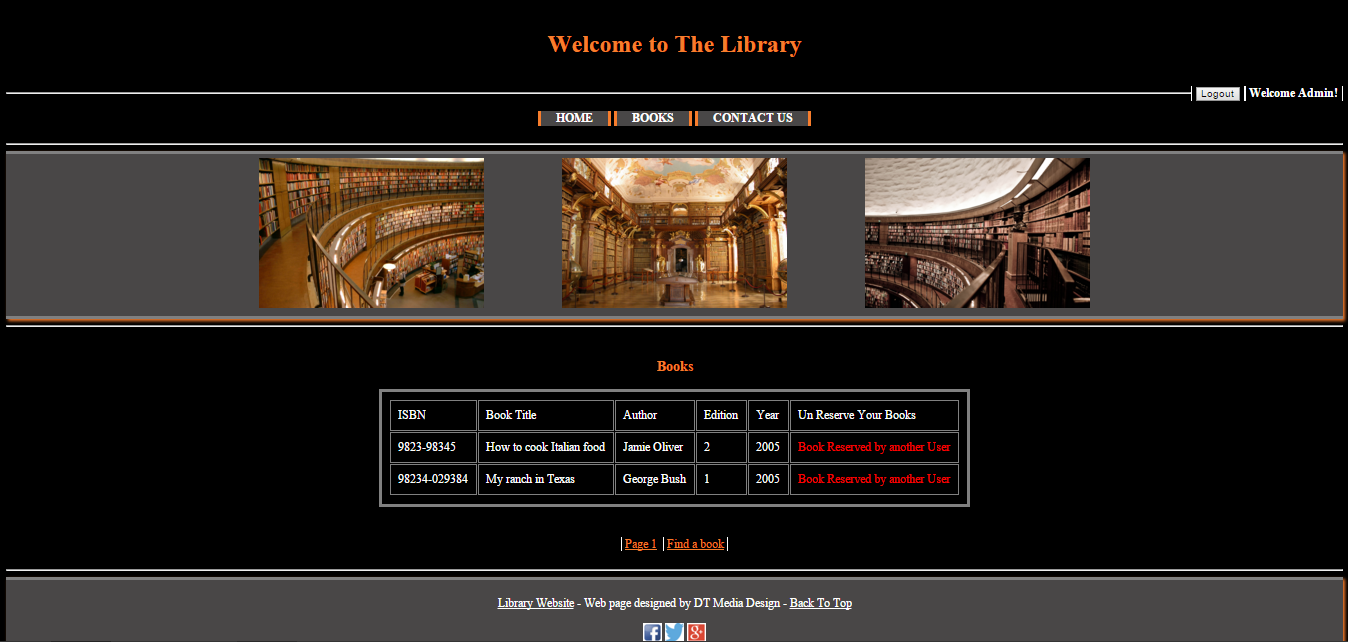 Welcome to The Library
Logout Welcome Admin!
HOME BOOKS CONTACT US
Books
ISBN Book Title Author Edition Year Un Reserve Your Books
9823-98345 How to cook Italian food Jamie Oliver 2 2005 Book Reserved by another User
98234-029384 My ranch in Texas George Bush 1 2005 Book Reserved by another User
Page 1 Find a book
Library Website - Web page designed by DT Media Design - Back To Top